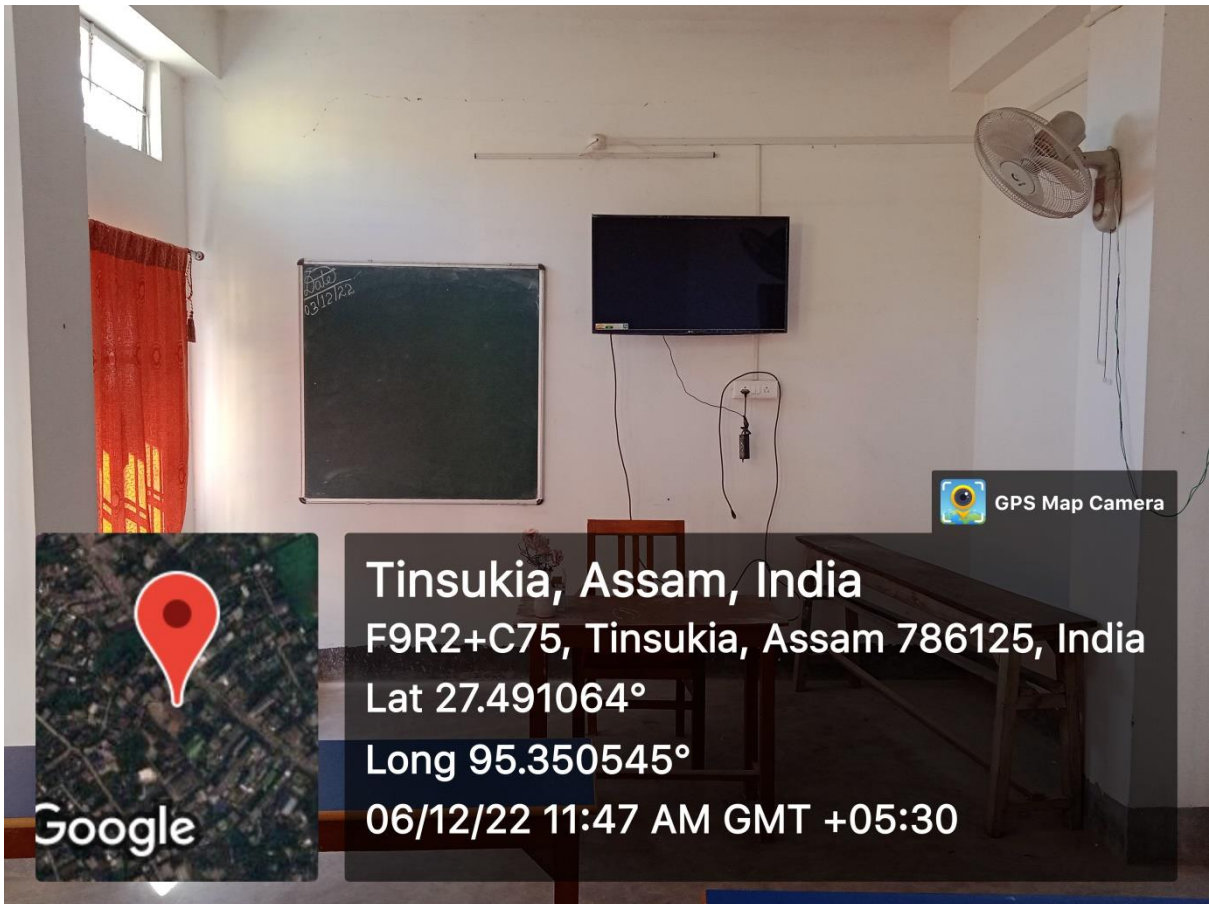 Date
03/12/22
GPS Map Camera
Tinsukia, Assam, India
F9R2+C75, Tinsukia, Assam 786125, India
Lat 27.491064°
Long 95.350545°
06/12/22 11:47 AM GMT +05:30
Google